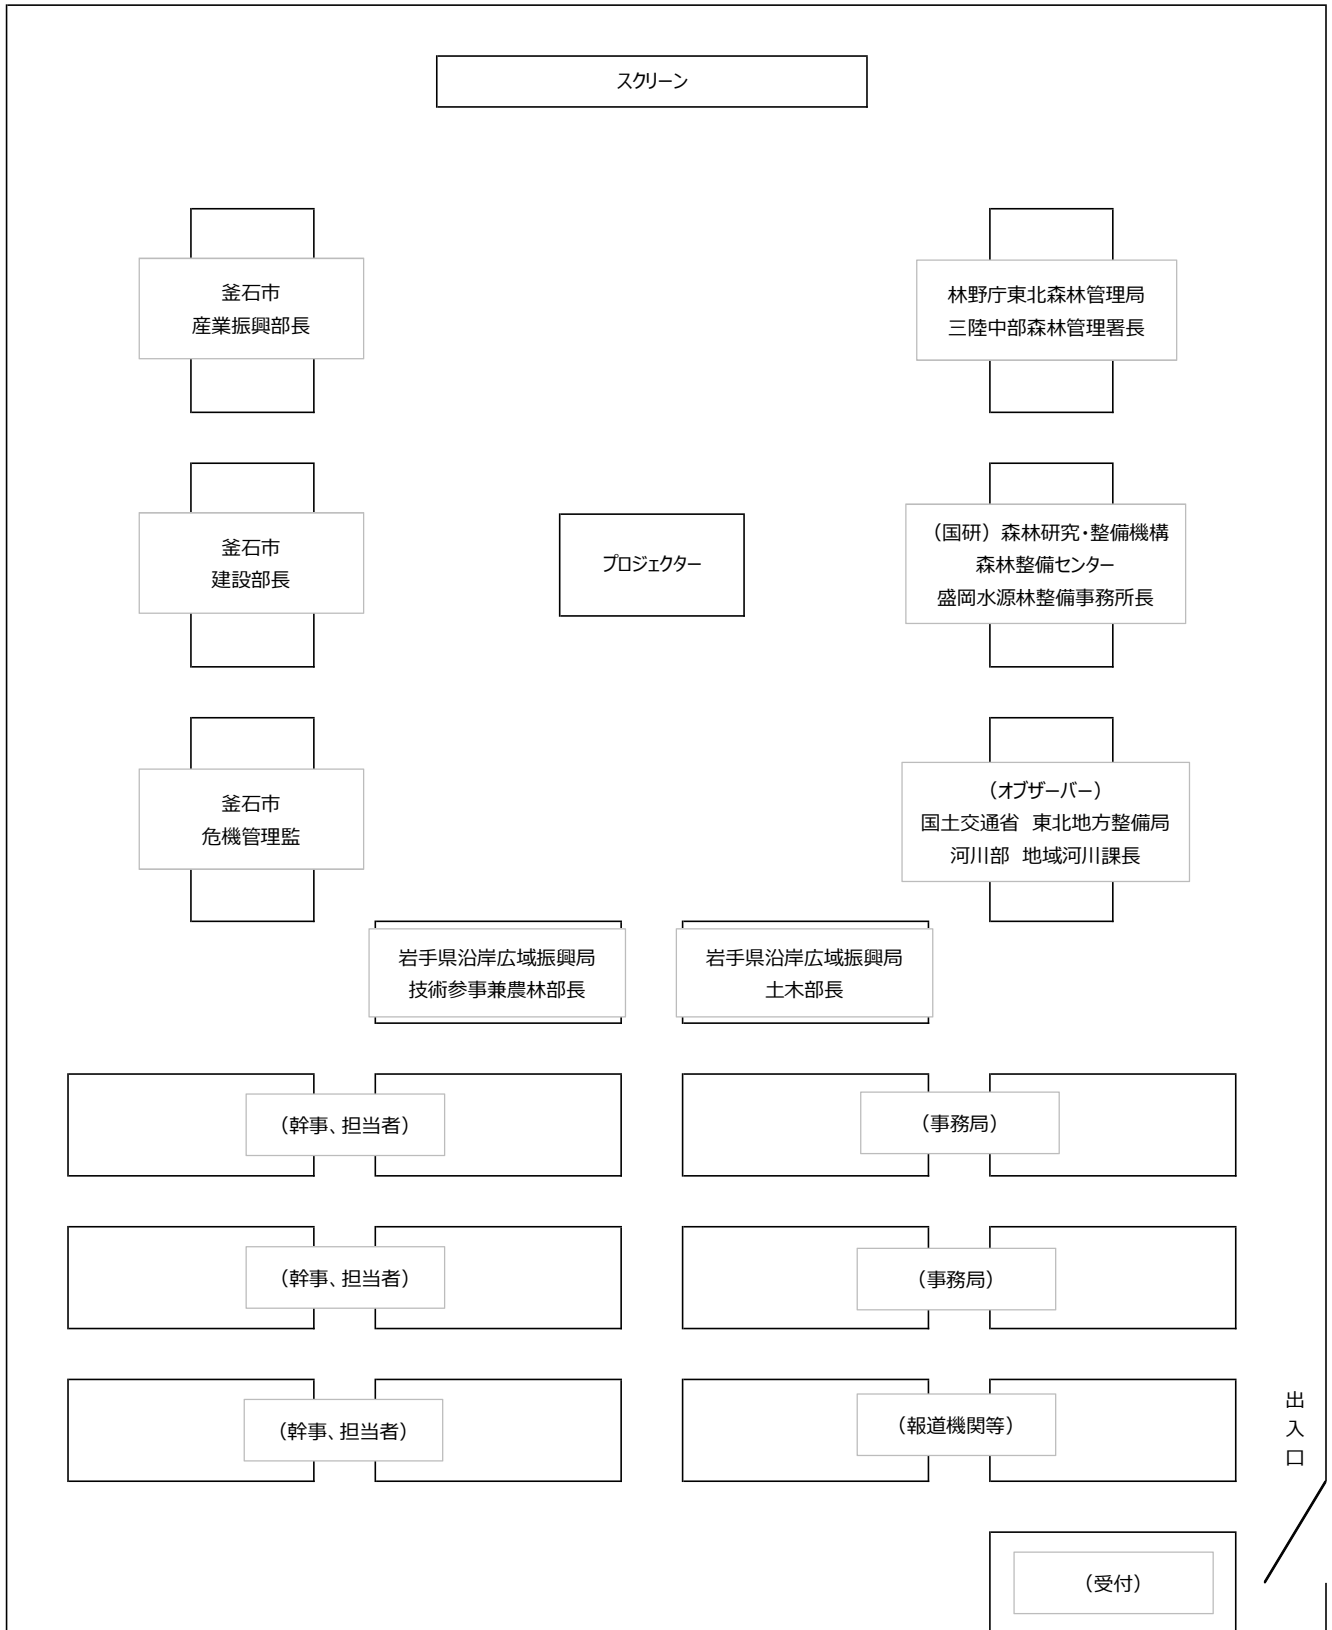 スクリーン
釜石市
産業振興部長
林野庁東北森林管理局
三陸中部森林管理署長
釜石市
建設部長
プロジェクター
（国研）森林研究・整備機構
森林整備センター
盛岡水源林整備事務所長
釜石市
危機管理監
（オブザーバー）
国土交通省　東北地方整備局
河川部　地域河川課長
岩手県沿岸広域振興局
技術参事兼農林部長
岩手県沿岸広域振興局
土木部長
（幹事、担当者）
（事務局）
（幹事、担当者）
（事務局）
（幹事、担当者）
（報道機関等）
出
入
口
（受付）